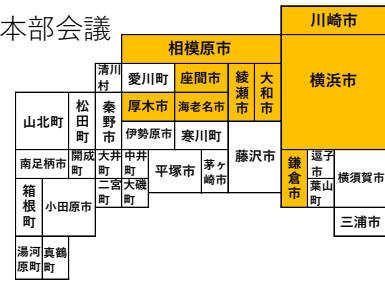 本部会議
川崎市
相模原市
横浜市
清川
村
愛川町
座間市
綾瀬市
大和市
山北町
松田町
秦野市
厚木市
海老名市
伊勢原市
寒川町
藤沢市
南足柄市
開成
町
大井
町
中井
町
平塚市
茅ヶ
崎市
鎌倉市
逗子
市
葉山
町
横須賀市
箱根町
小田原市
二宮
町
大磯
町
三浦市
湯河
原町
真鶴
町